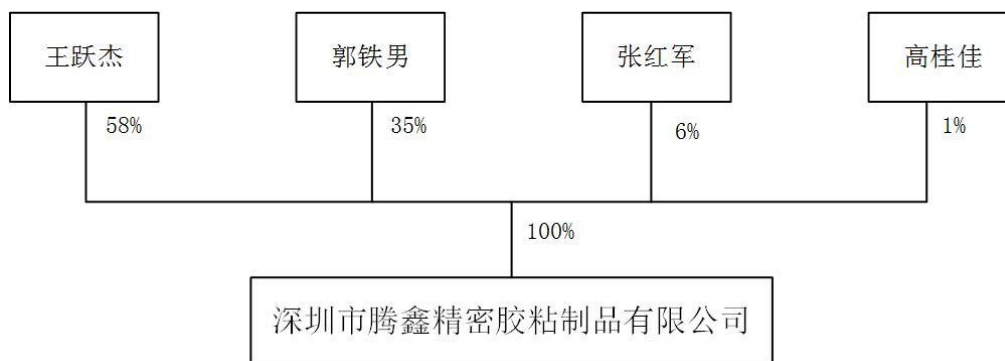 王跃杰
郭铁男
张红军
高桂佳
58%
35%
6%
1%
100%
深圳市腾鑫精密胶粘制品有限公司